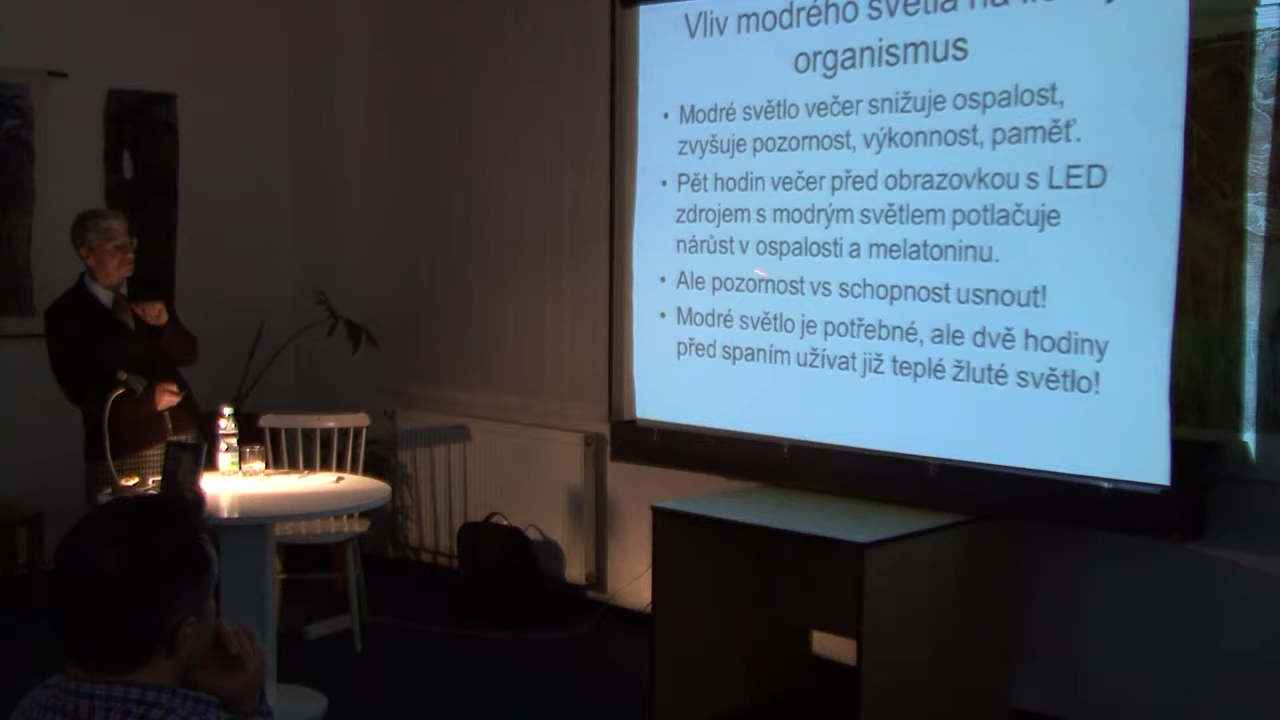 Vliv modrého světla na
organismus
• Modré světlo večer snižuje ospalost,
zvyšuje pozornost, výkonnost, paměť.
• Pět hodin večer před obrazovkou s LED
zdrojem s modrým světlem potlačuje
nárůst v ospalosti a melatoninu.
• Ale pozornost vs schopnost usnout!
• Modré světlo je potřebné, ale dvě hodiny
před spaním užívat již teplé žluté světlo!